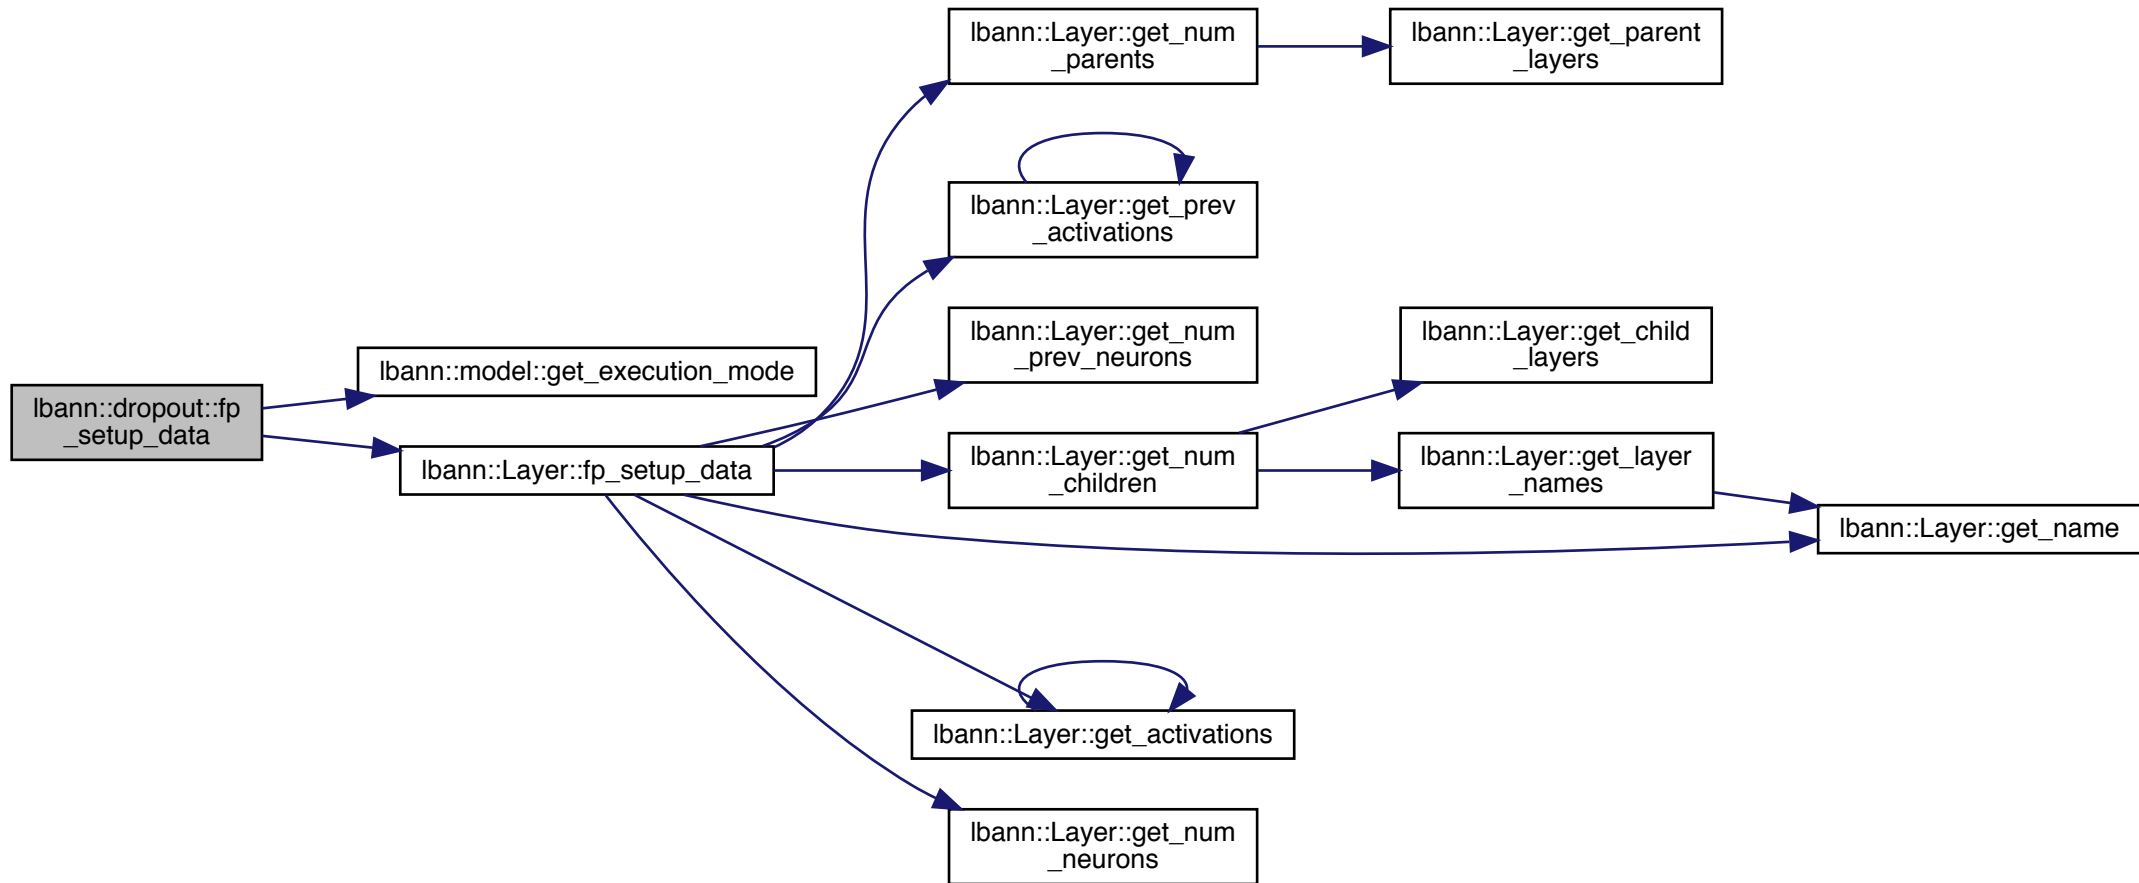 lbann::dropout::fp
_setup_data
lbann::model::get_execution_mode
lbann::Layer::fp_setup_data
lbann::Layer::get_num
_parents
lbann::Layer::get_parent
_layers
lbann::Layer::get_prev
_activations
lbann::Layer::get_num
_prev_neurons
lbann::Layer::get_num
_children
lbann::Layer::get_child
_layers
lbann::Layer::get_layer
_names
lbann::Layer::get_name
lbann::Layer::get_activations
lbann::Layer::get_num
_neurons